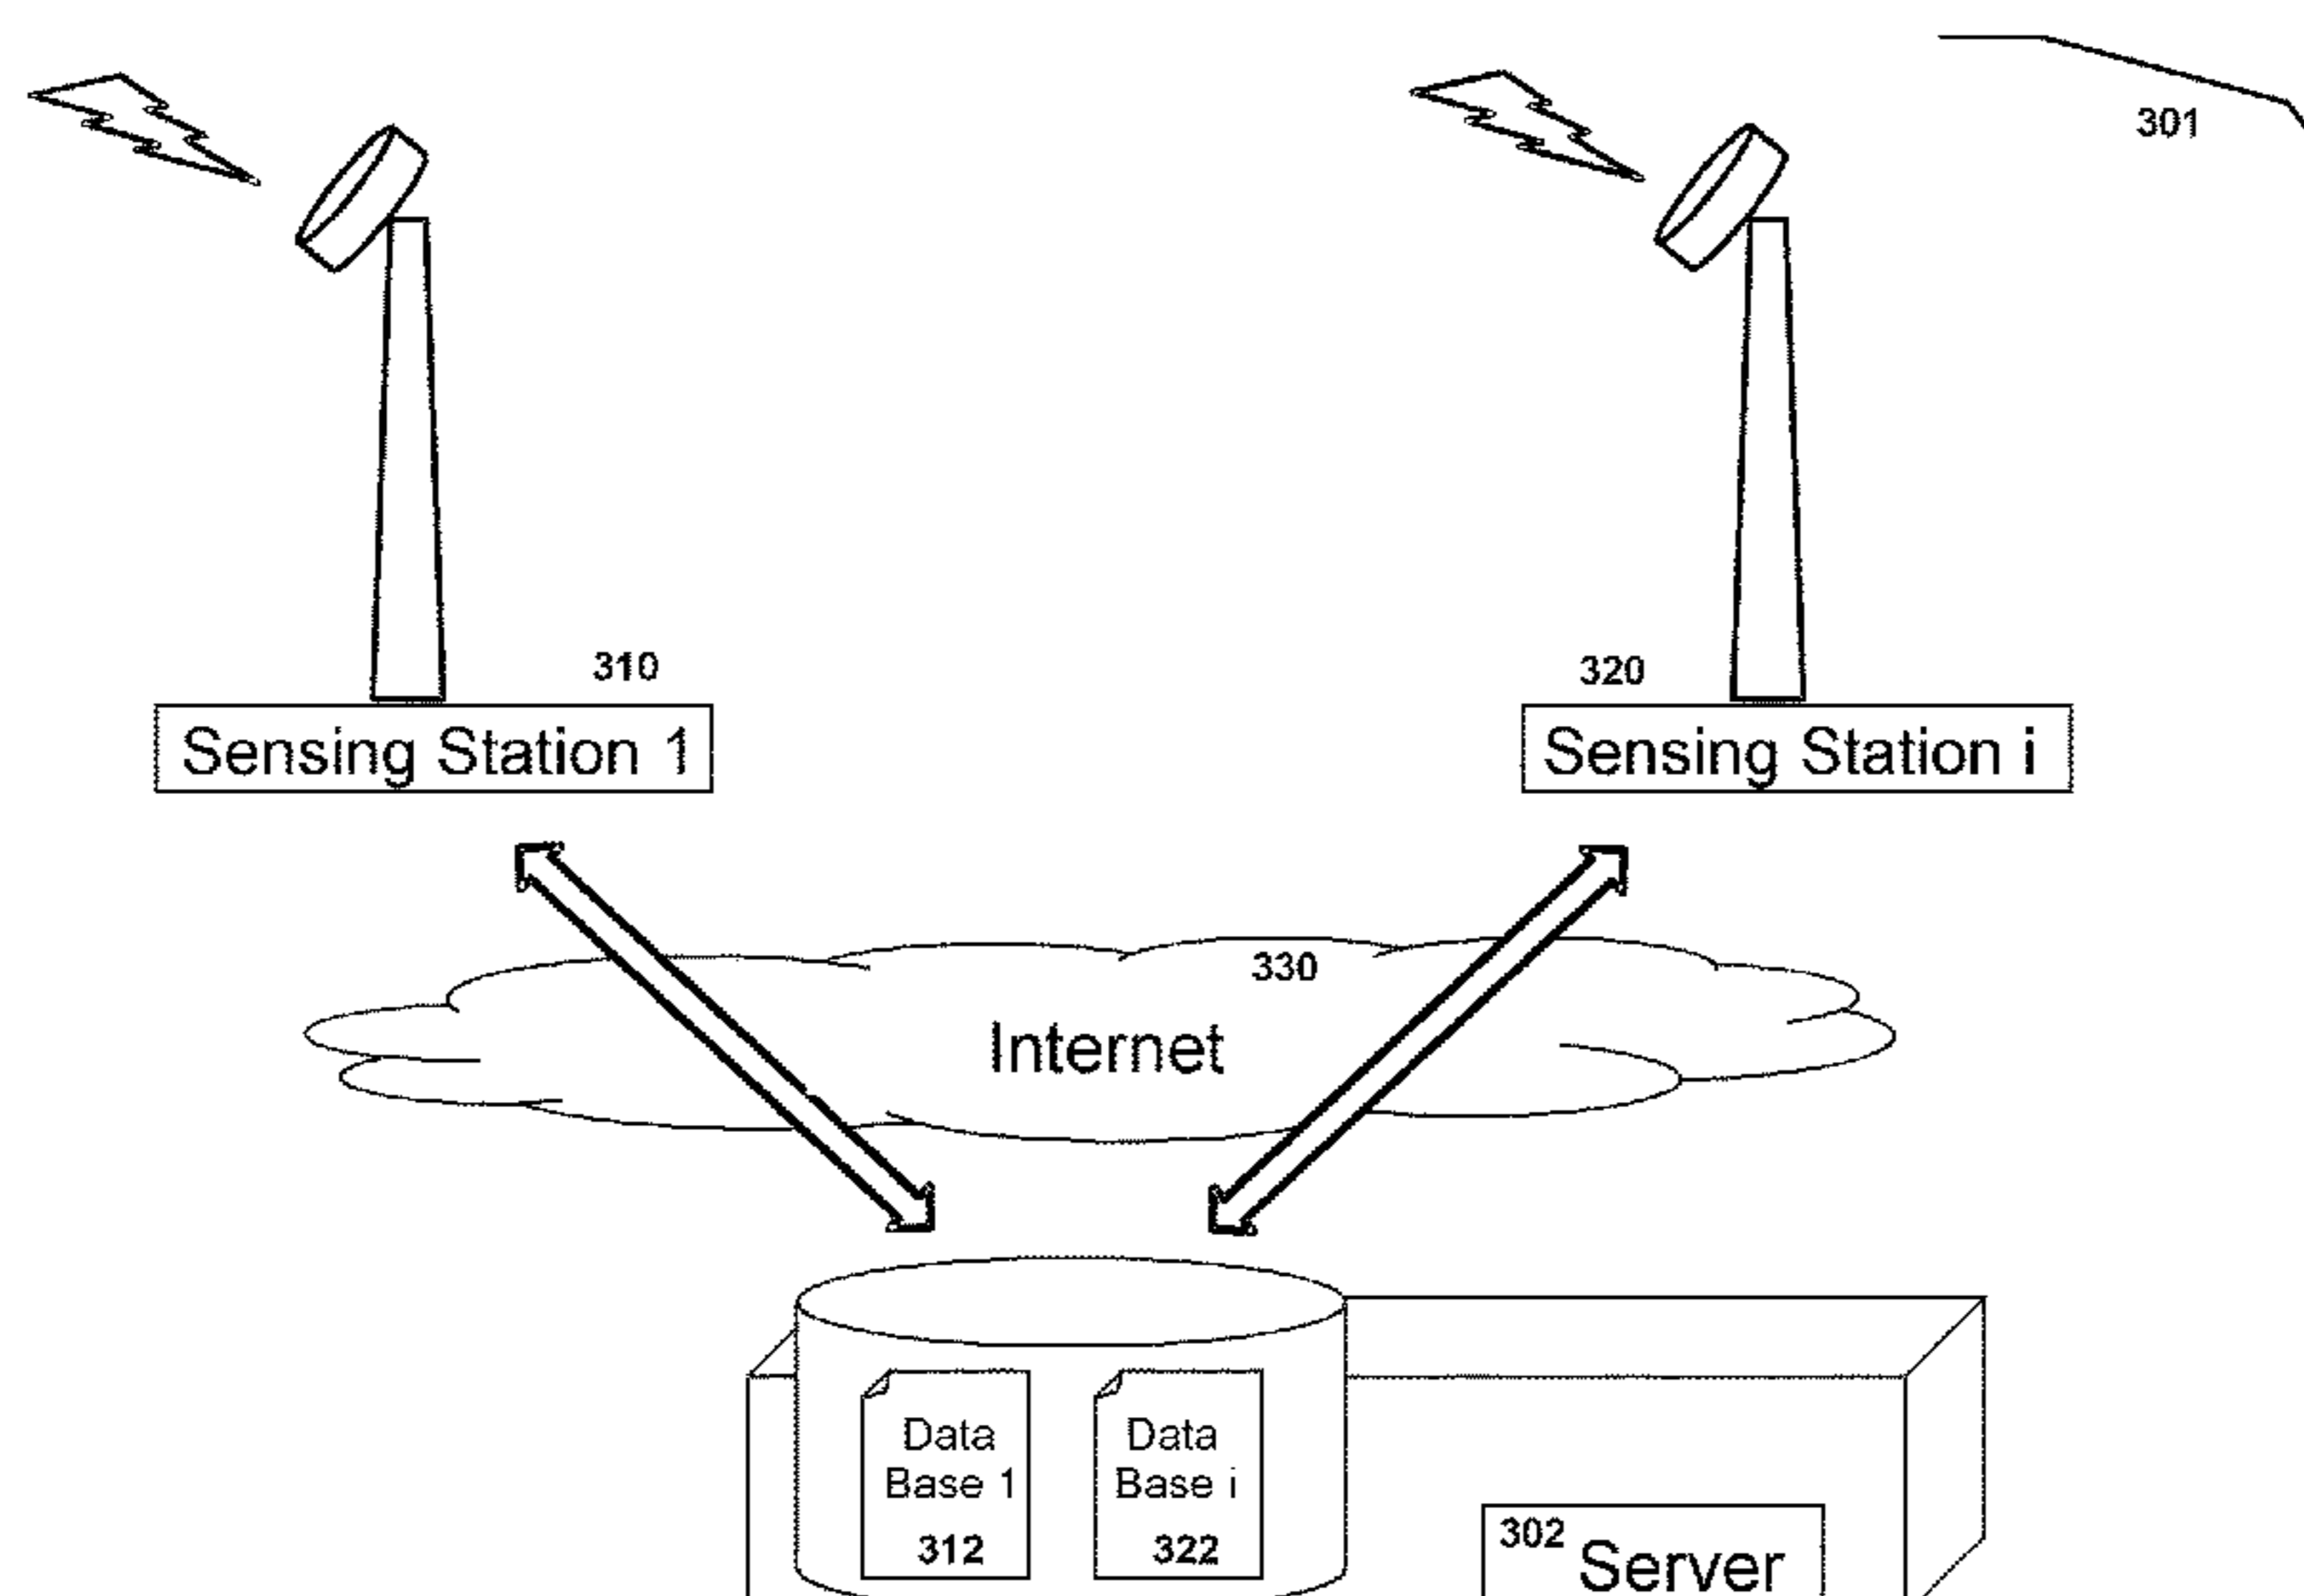 301
310
320
Sensing Station 1
Sensing Station i
330
Internet
Data
Base 1
312
Data
Base i
322
302
Server